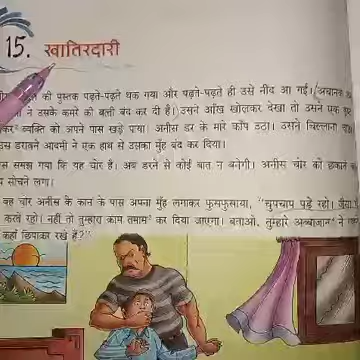 15. खातिरदारी
की पुस्तक पढ़ते-पढ़ते थक गया और पढ़ते-पढ़ते ही उसे नींद आ गई। अचानक
ने उसके कमरे की बत्ती बंद कर दी है। उसने आँख खोलकर देखा तो उसने एक
व्यक्ति को अपने पास खड़े पाया। अनीस डर के मारे काँप उठा। उसने चिल्लाना
उस डरावने आदमी ने एक हाथ से उसका मुँह बंद कर दिया।
समझ गया कि यह चोर है। अब डरने से कोई बात न बनेगी। अनीस चोर को छकाने
सोचने लगा।
वह चोर अनीस के कान के पास अपना मुँह लगाकर फुसफुसाया, "चुपचाप पड़े रहो। जैसा
करते रहो। नहीं तो तुम्हारा काम तमाम कर दिया जाएगा। बताओ, तुम्हारे अब्बाजान ने
कहाँ छिपाकर रखे हैं?"